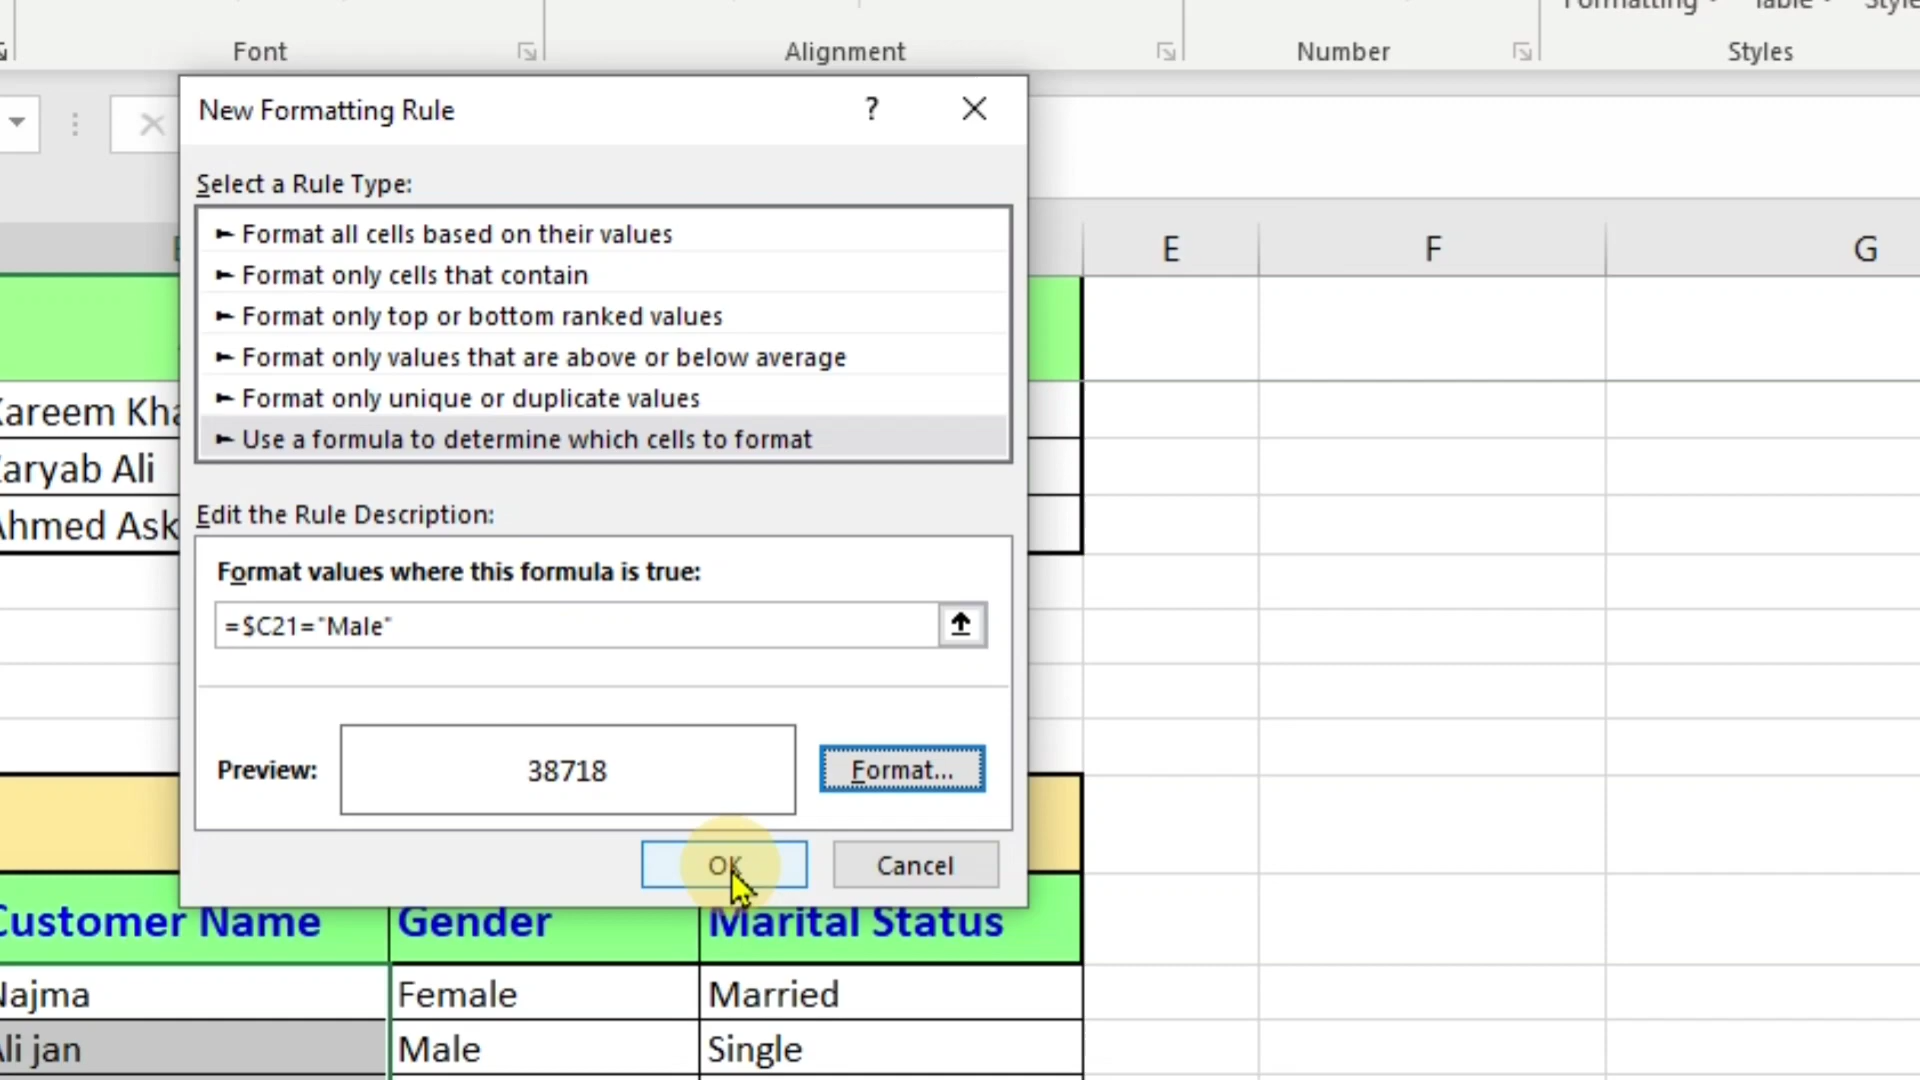 Font
Alignment
Number
Styles
New Formatting Rule
?
Select a Rule Type:
► Format all cells based on their values
► Format only cells that contain
► Format only top or bottom ranked values
► Format only values that are above or below average
► Format only unique or duplicate values
► Use a formula to determine which cells to format
E
F
G
Zaryab Ali
Edit the Rule Description:
Format values where this formula is true:
=$C21="Male"
Preview:
38718
Format...
OK
Cancel
Customer Name
Gender
Marital Status
Najma
Female
Married
Ali jan
Male
Single